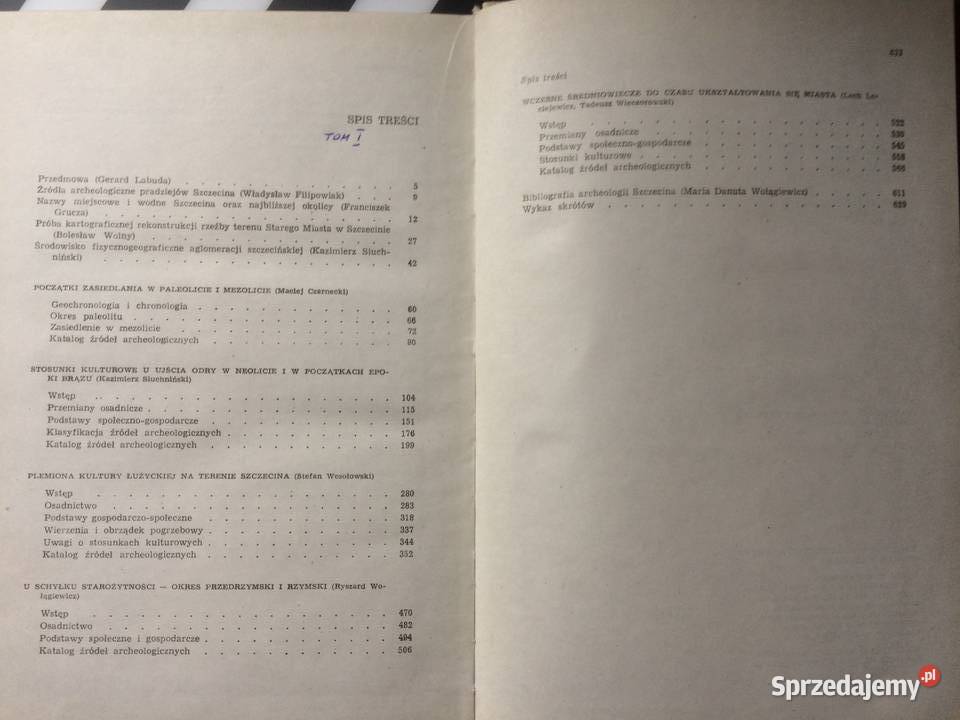 SPIS TREŚCI
TOM I
Przedmowa (Gerard Labuda) . . . . . . . . . . . . 5
Źródła archeologiczne pradziejów Szczecina (Władysław Filipowiak) . . . 9
Nazwy miejscowe i wodne Szczecina oraz najbliższej okolicy (Franciszek
Grucza) . . . . . . . . . . . . 12
Próba kartograficznej rekonstrukcji rzeźby terenu Starego Miasta w Szczecinie
(Bolesław Wolny) . . . . . . . . . . . . 27
Środowisko fizycznogeograficzne aglomeracji szczecińskiej (Kazimierz Siuch-
niński) . . . . . . . . . . . . 42
POCZĄTKI ZASIEDLANIA W PALEOLICIE I MEZOLICIE (Maciej Czarnecki)
Geochronologia i chronologia . . . . . . . . . . . 60
Okres paleolitu . . . . . . . . . . . . 66
Zasiedlenie w mezolicie . . . . . . . . . . . 72
Katalog źródeł archeologicznych . . . . . . . . . . 90
STOSUNKI KULTUROWE U UJŚCIA ODRY W NEOLICIE I W POCZĄTKACH EPO-
KI BRĄZU (Kazimierz Siuchniński)
Wstęp . . . . . . . . . . . . 104
Przemiany osadnicze . . . . . . . . . . . . 115
Podstawy społeczno-gospodarcze . . . . . . . . . . 151
Klasyfikacja źródeł archeologicznych . . . . . . . . . 176
Katalog źródeł archeologicznych . . . . . . . . . . 199
PLEMIONA KULTURY ŁUŻYCKIEJ NA TERENIE SZCZECINA (Stefan Wesołowski)
Wstęp . . . . . . . . . . . . 280
Osadnictwo . . . . . . . . . . . . 283
Podstawy gospodarczo-społeczne . . . . . . . . . . 318
Wierzenia i obrządek pogrzebowy . . . . . . . . . . 337
Uwagi o stosunkach kulturowych . . . . . . . . . . 344
Katalog źródeł archeologicznych . . . . . . . . . . 352
U SCHYŁKU STAROŻYTNOŚCI — OKRES PRZEDRZYMSKI I RZYMSKI (Ryszard Wo-
łągiewicz)
Wstęp . . . . . . . . . . . . 470
Osadnictwo . . . . . . . . . . . . 482
Podstawy społeczne i gospodarcze . . . . . . . . . . 494
Katalog źródeł archeologicznych . . . . . . . . . . 506
633
Spis treści
WCZESNE ŚREDNIOWIECZE DO CZASU UKSZTAŁTOWANIA SIĘ MIASTA (Lech Le-
ciejewicz, Tadeusz Wieczorowski)
Wstęp . . . . . . . . . . . . 522
Przemiany osadnicze . . . . . . . . . . . . 530
Podstawy społeczno-gospodarcze . . . . . . . . . . 545
Stosunki kulturowe . . . . . . . . . . . . 558
Katalog źródeł archeologicznych . . . . . . . . . . 566
Bibliografia archeologii Szczecina (Maria Danuta Wołągiewicz) . . . . 611
Wykaz skrótów . . . . . . . . . . . . 629
Sprzedajemy.pl